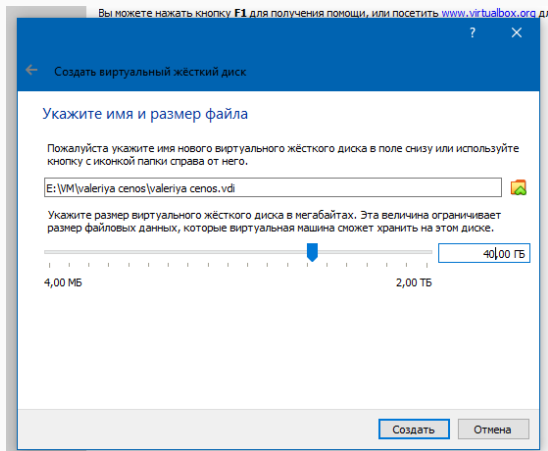 Вы можете нажать кнопку F1 для получения помощи, или посетить www.virtualbox.org дл
?
Создать виртуальный жёсткий диск
Укажите имя и размер файла
Пожалуйста укажите имя нового виртуального жёсткого диска в поле снизу или используйте
кнопку с иконкой папки справа от него.
E:\VM\valeriya cenos\valeriya cenos.vdi
Укажите размер виртуального жёсткого диска в мегабайтах. Эта величина ограничивает
размер файловых данных, которые виртуальная машина сможет хранить на этом диске.
40,00 ГБ
4,00 МБ 2,00 ТБ
Создать Отмена